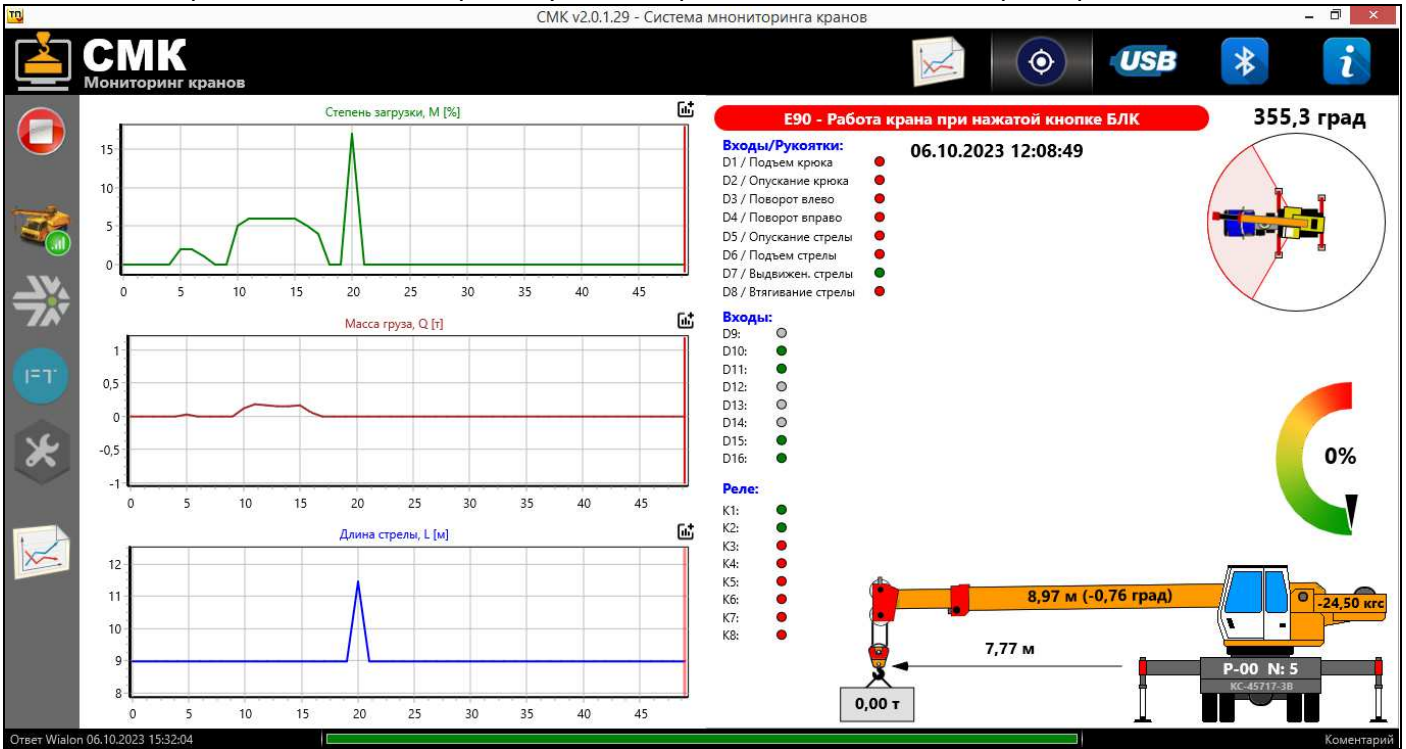 СМК v2.0.1.29 - Система мнониторинга кранов
ТП
СМК
Мониторинг кранов
USB
i
Степень загрузки, М [%]
15
10
5
0
0 5 10 15 20 25 30 35 40 45
Масса груза, Q [т]
1
0,5
0
-0,5
-1
0 5 10 15 20 25 30 35 40 45
Длина стрелы, L [м]
12
11
10
9
8
0 5 10 15 20 25 30 35 40 45
E90 - Работа крана при нажатой кнопке БЛК
355,3 град
06.10.2023 12:08:49
Входы/Рукоятки:
D1 / Подъем крюка
D2 / Опускание крюка
D3 / Поворот влево
D4 / Поворот вправо
D5 / Опускание стрелы
D6 / Подъем стрелы
D7 / Выдвижен. стрелы
D8 / Втягивание стрелы
Входы:
D9:
D10:
D11:
D12:
D13:
D14:
D15:
D16:
Реле:
K1:
K2:
K3:
K4:
K5:
K6:
K7:
K8:
0%
8,97 м (-0,76 град)
-24,50 кгс
7,77 м
P-00 N: 5
КС-45717-3В
0,00 т
Ответ Wialon 06.10.2023 15:32:04
Коментарий